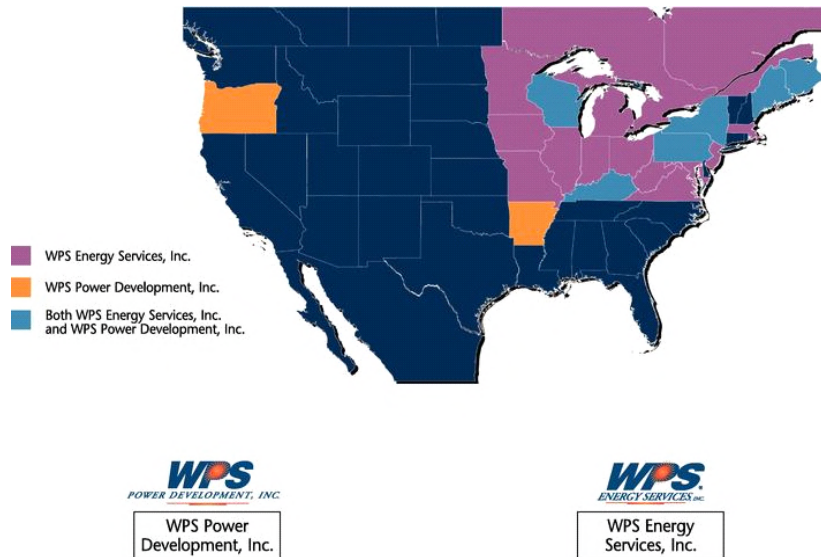 WPS Energy Services, Inc.
WPS Power Development, Inc.
Both WPS Energy Services, Inc.
and WPS Power Development, Inc.
WPS
POWER DEVELOPMENT, INC.
WPS Power
Development, Inc.
WPS®
ENERGY SERVICES, INC.
WPS Energy
Services, Inc.